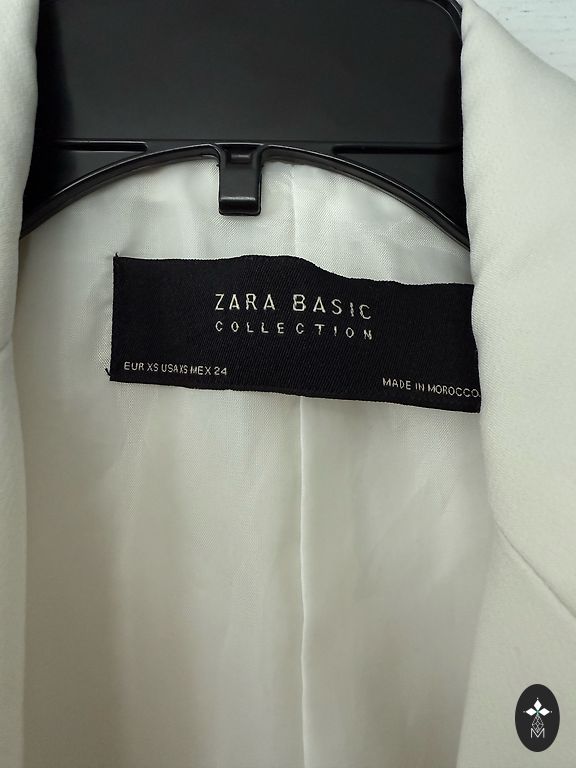 ZARA BASIC
COLLECTION
EUR XS USA XS MEX 24
MADE IN MOROCCO
M